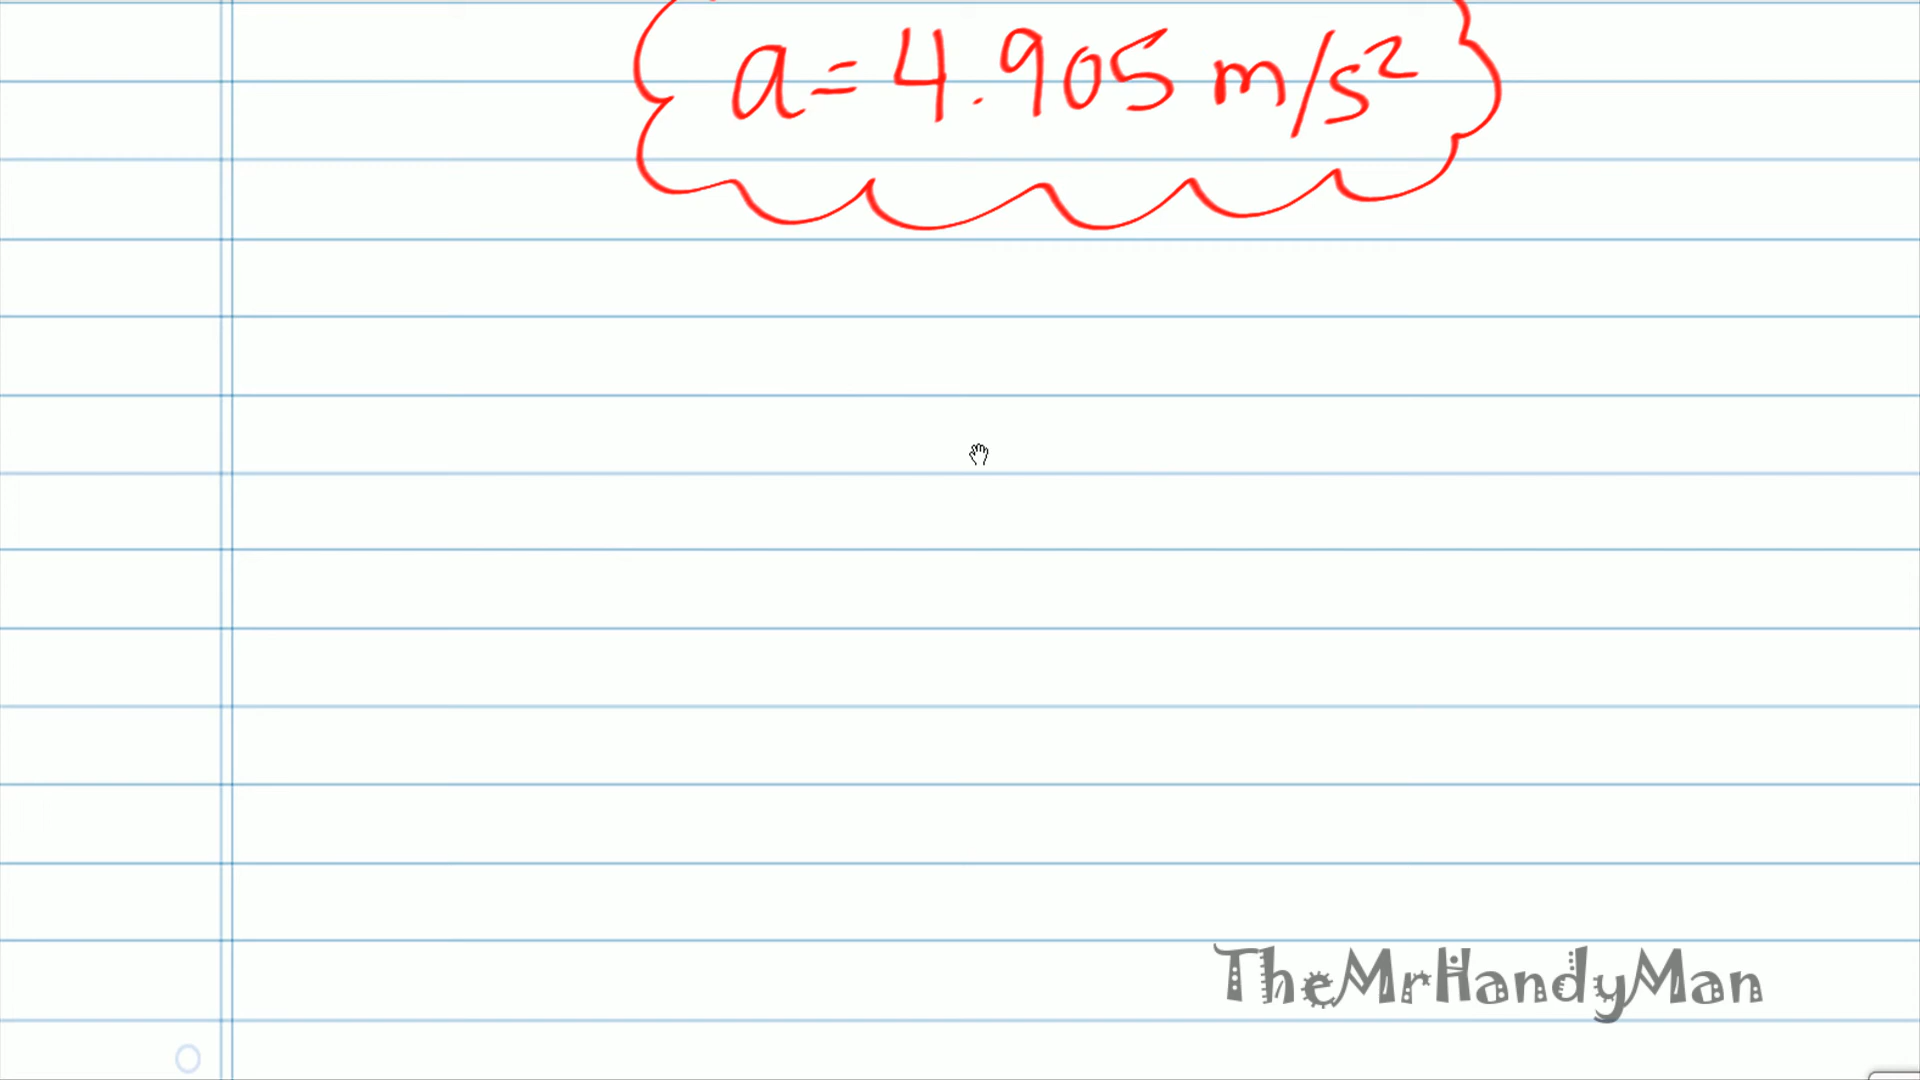 a = 4.905 m/s²
TheMrHandyMan